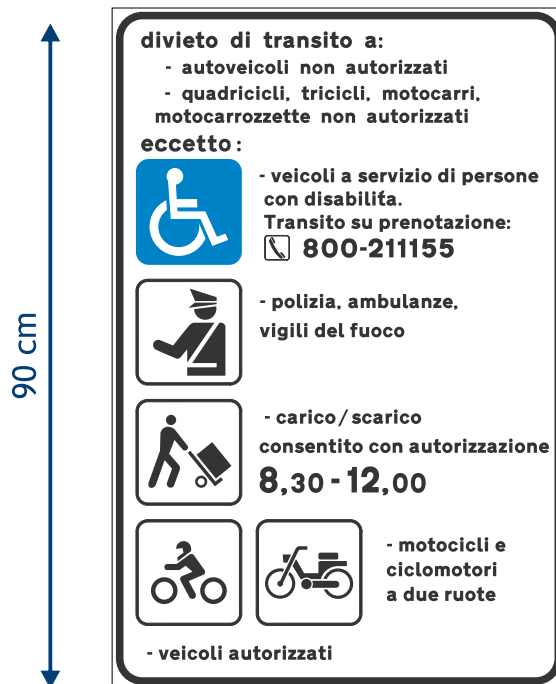 divieto di transito a:
- autoveicoli non autorizzati
- quadricicli, tricicli, motocarri,
motocarrozzette non autorizzati
eccetto:
- veicoli a servizio di persone
con disabilita.
Transito su prenotazione:
800-211155
- polizia, ambulanze,
vigili del fuoco
- carico/scarico
consentito con autorizzazione
8,30 - 12,00
- motocicli e
ciclomotori
a due ruote
- veicoli autorizzati
90 cm